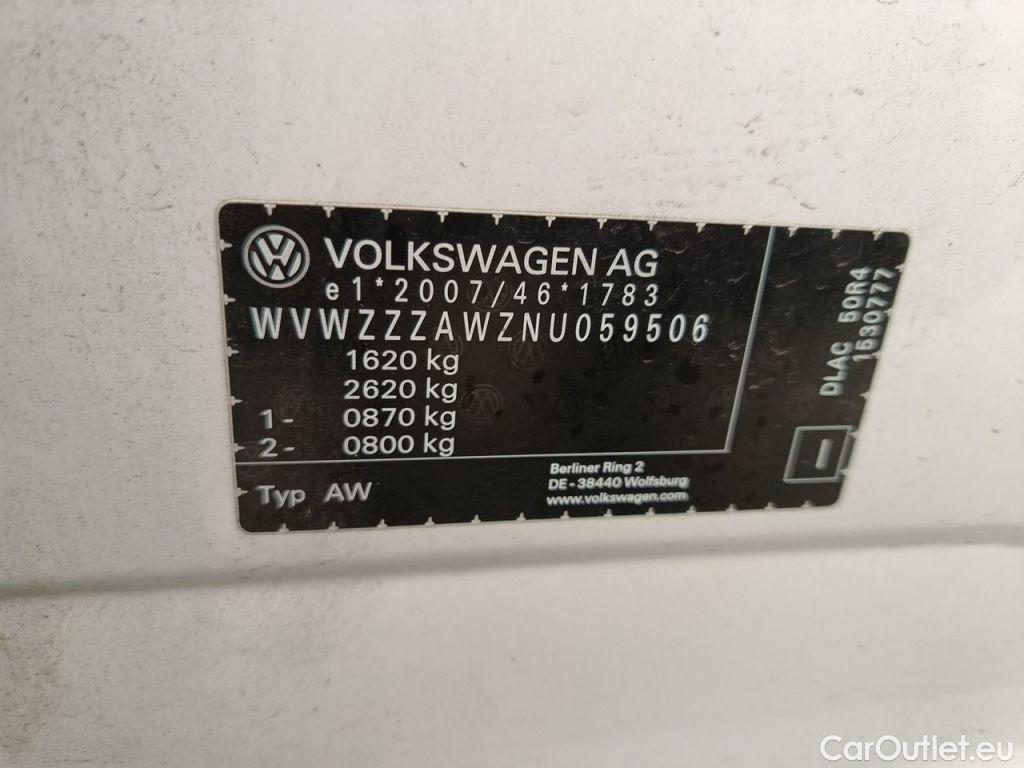 VOLKSWAGEN AG
e1*2007/46*1783
WVWZZZAWZNU059506
1620 kg
2620 kg
1- 0870 kg
2- 0800 kg
Typ AW
Berliner Ring 2
DE-38440 Wolfsburg
www.volkswagen.com
DLAC 50R4
1530777
CarOutlet.eu